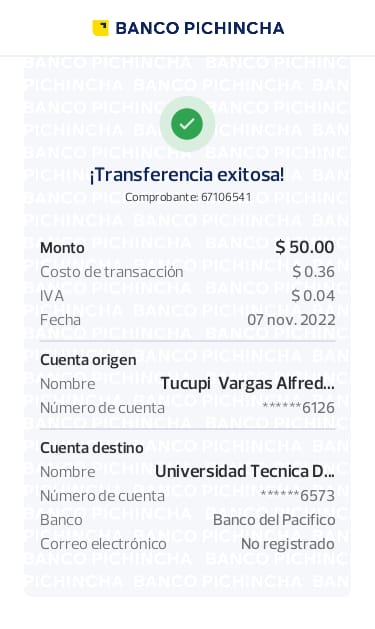 BANCO PICHINCHA
¡Transferencia exitosa!
Comprobante: 67106541
Monto $ 50.00
Costo de transacción $ 0.36
IVA $ 0.04
Fecha 07 nov. 2022
Cuenta origen
Nombre Tucupi Vargas Alfred...
Número de cuenta ******6126
Cuenta destino
Nombre Universidad Tecnica D...
Número de cuenta ******6573
Banco Banco del Pacifico
Correo electrónico No registrado